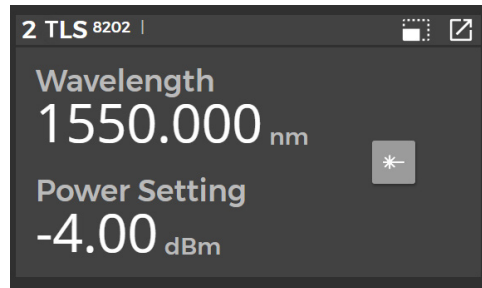 2 TLS 8202 |
Wavelength
1550.000 nm
Power Setting
-4.00 dBm